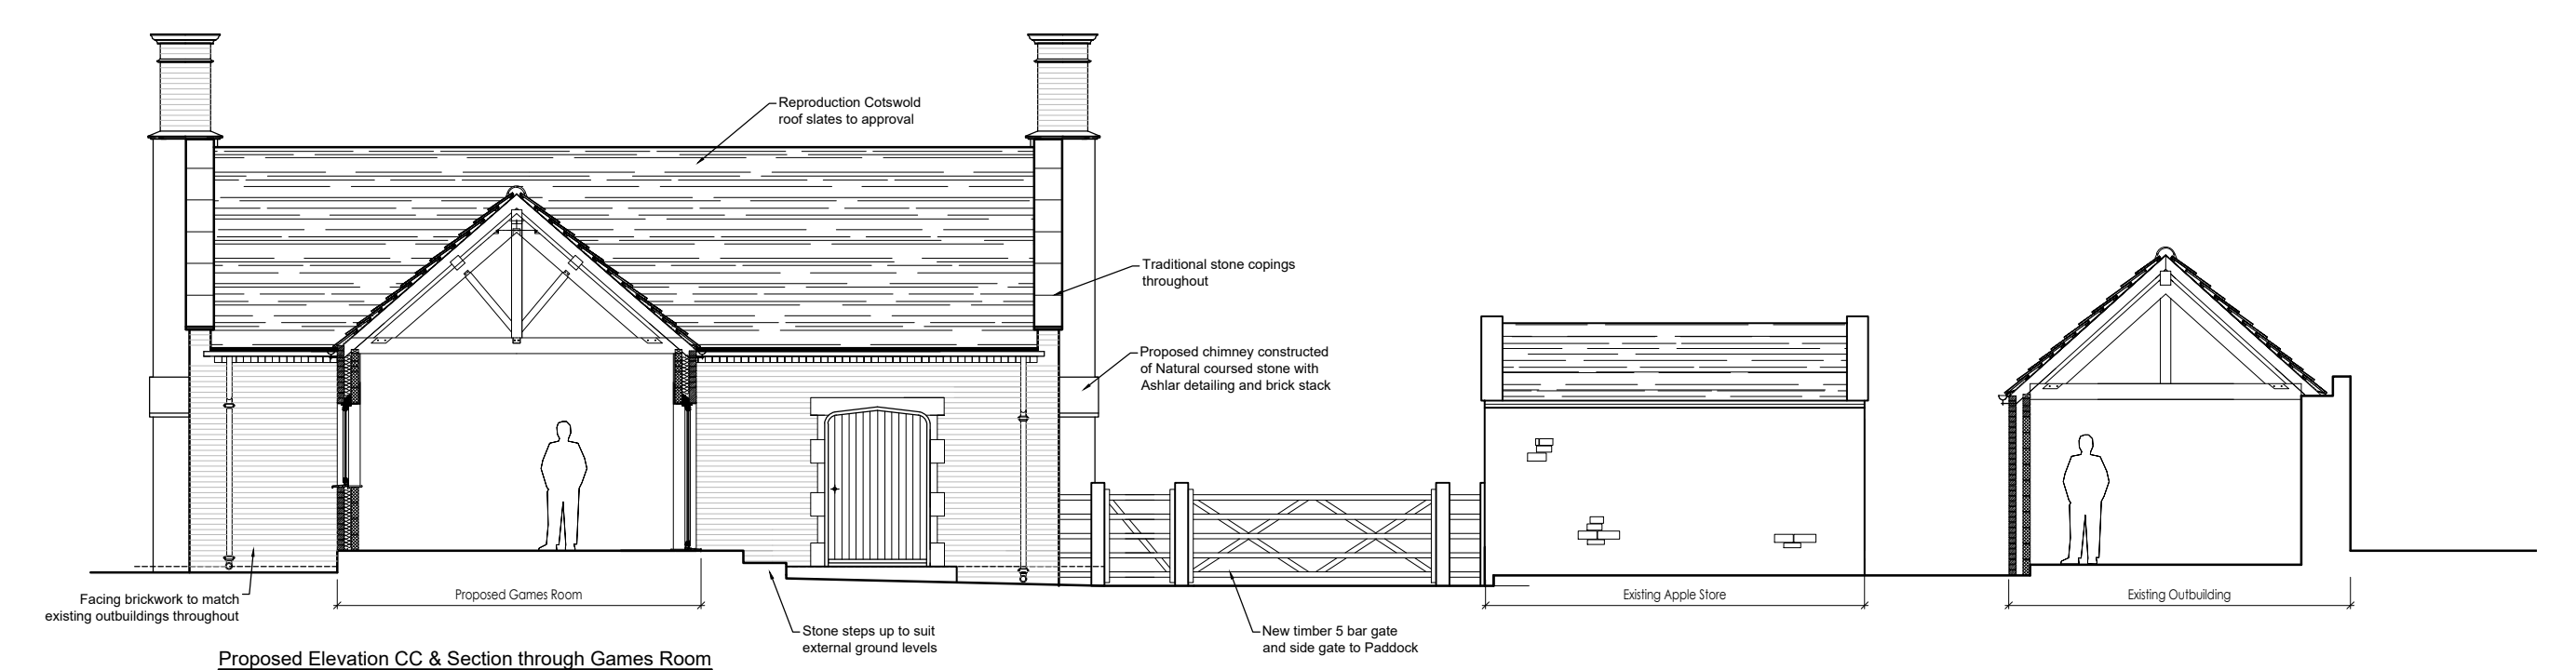 Reproduction Cotswold
roof slates to approval
Traditional stone copings
throughout
Proposed chimney constructed
of Natural coursed stone with
Ashlar detailing and brick stack
Facing brickwork to match
existing outbuildings throughout
Proposed Games Room
Existing Apple Store
Existing Outbuilding
Stone steps up to suit
external ground levels
New timber 5 bar gate
and side gate to Paddock
Proposed Elevation CC & Section through Games Room